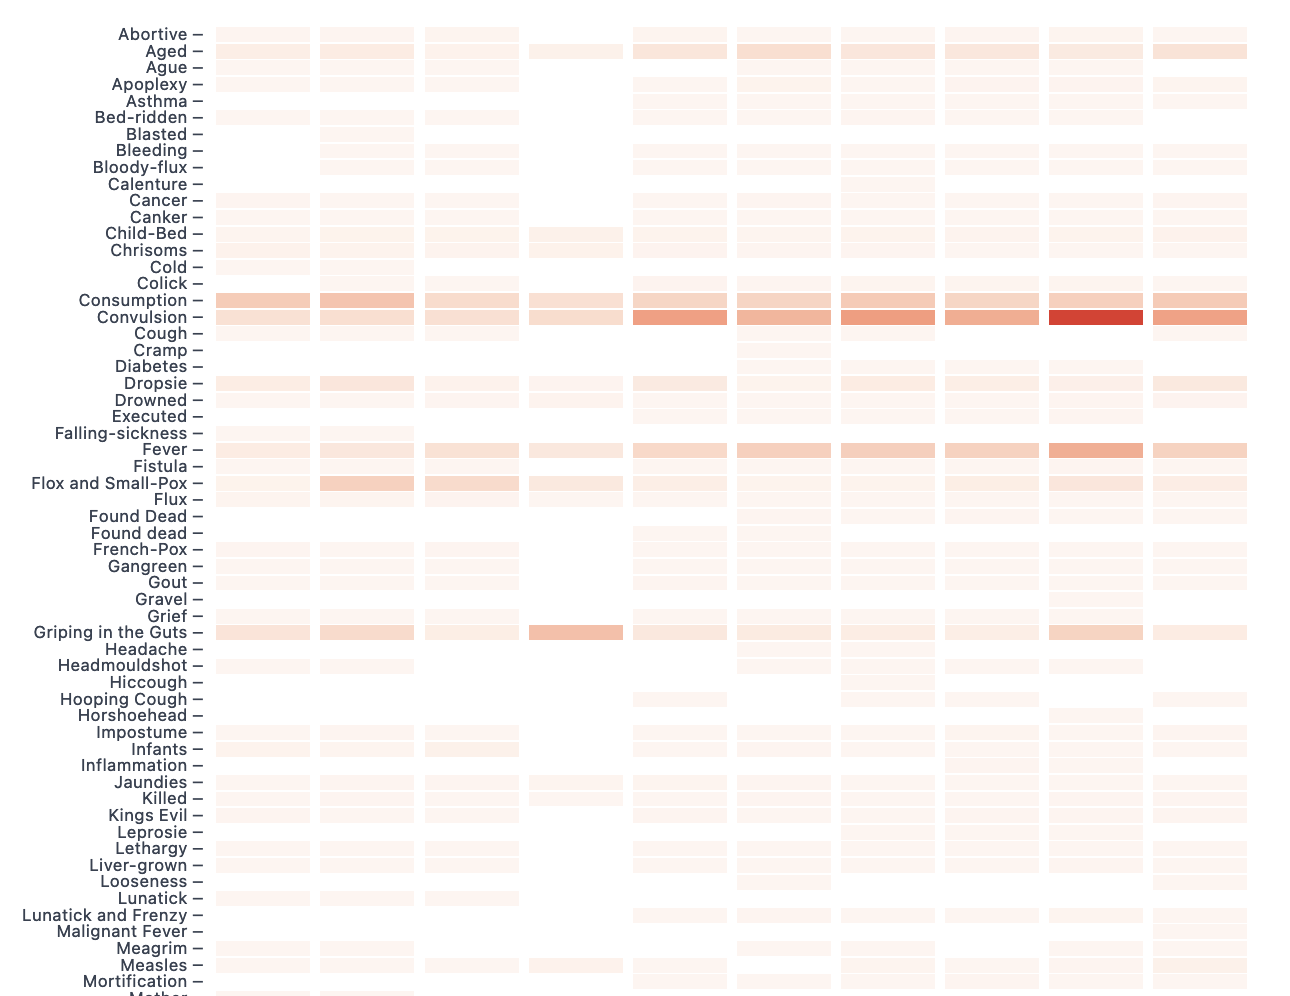 Abortive
Aged
Ague
Apoplexy
Asthma
Bed-ridden
Blasted
Bleeding
Bloody-flux
Calenture
Cancer
Canker
Child-Bed
Chrisoms
Cold
Colick
Consumption
Convulsion
Cough
Cramp
Diabetes
Dropsie
Drowned
Executed
Falling-sickness
Fever
Fistula
Flox and Small-Pox
Flux
Found Dead
Found dead
French-Pox
Gangreen
Gout
Gravel
Grief
Griping in the Guts
Headache
Headmouldshot
Hiccough
Hooping Cough
Horshoehead
Impostume
Infants
Inflammation
Jaundies
Killed
Kings Evil
Leprosie
Lethargy
Liver-grown
Looseness
Lunatick
Lunatick and Frenzy
Malignant Fever
Meagrim
Measles
Mortification